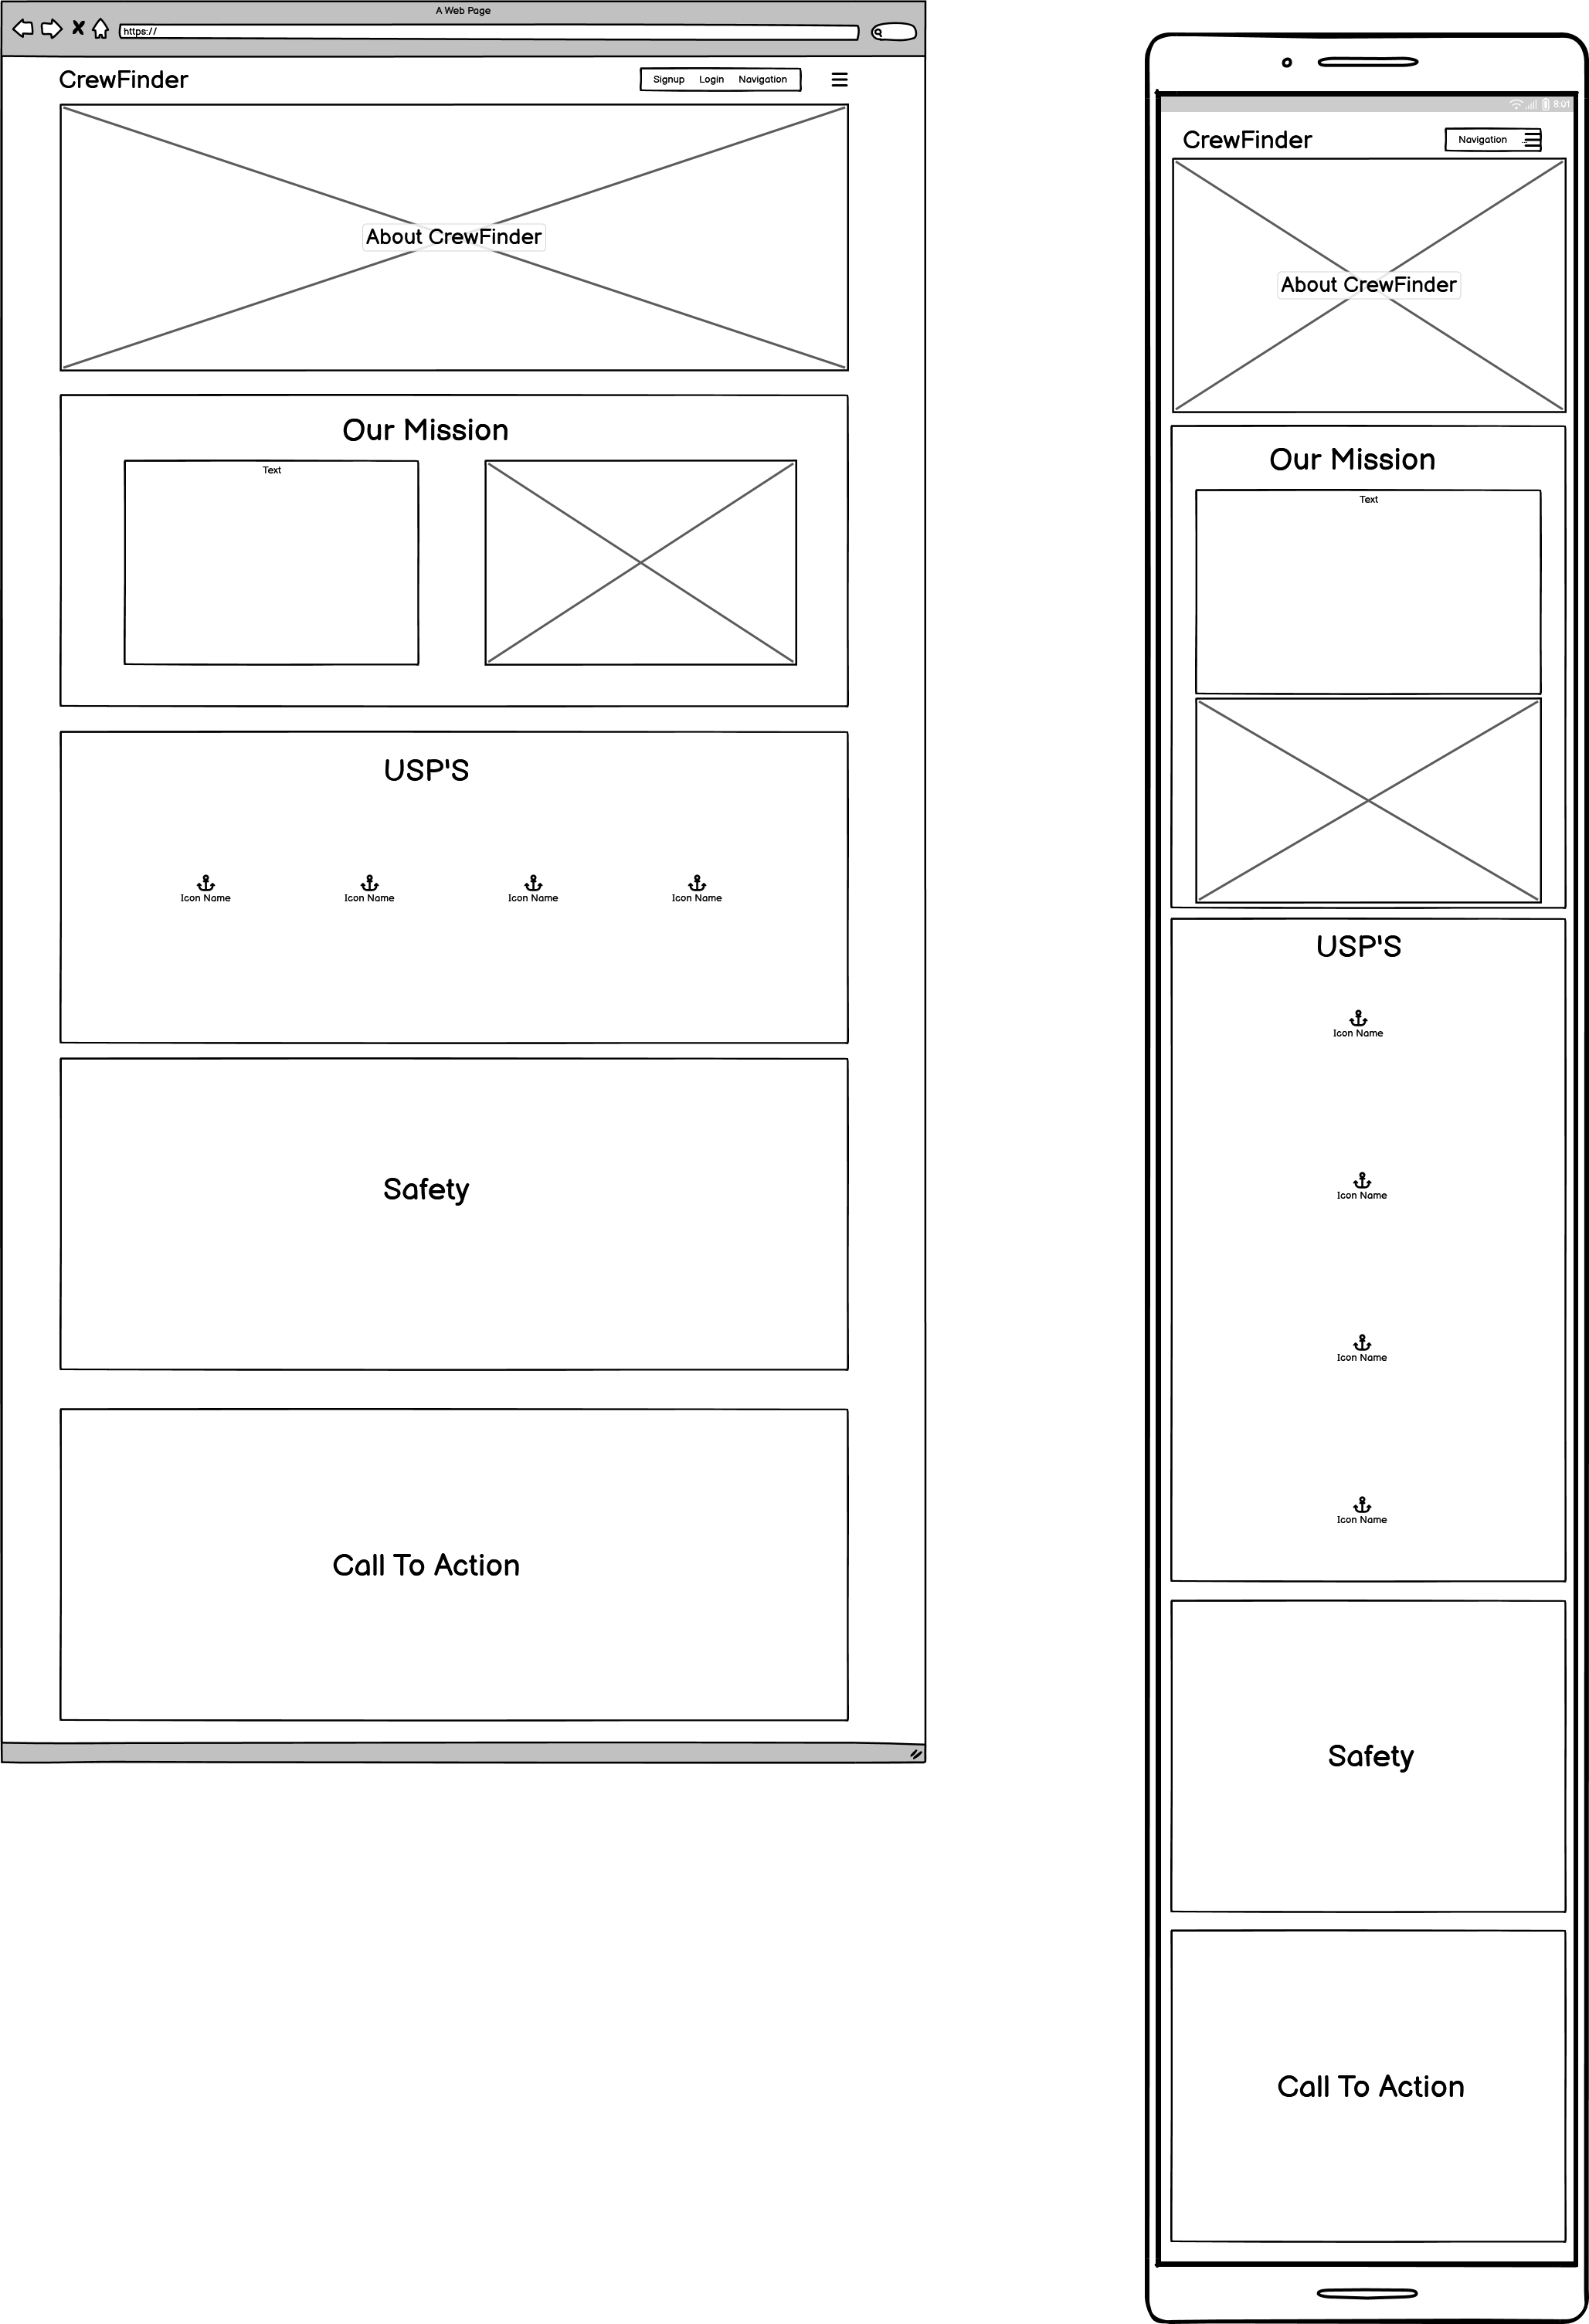 A Web Page
https://
CrewFinder
Signup Login Navigation
About CrewFinder
Our Mission
Text
USP'S
Icon Name Icon Name Icon Name Icon Name
Safety
Call To Action
8:01
CrewFinder
Navigation
About CrewFinder
Our Mission
Text
USP'S
Icon Name
Icon Name
Icon Name
Icon Name
Safety
Call To Action